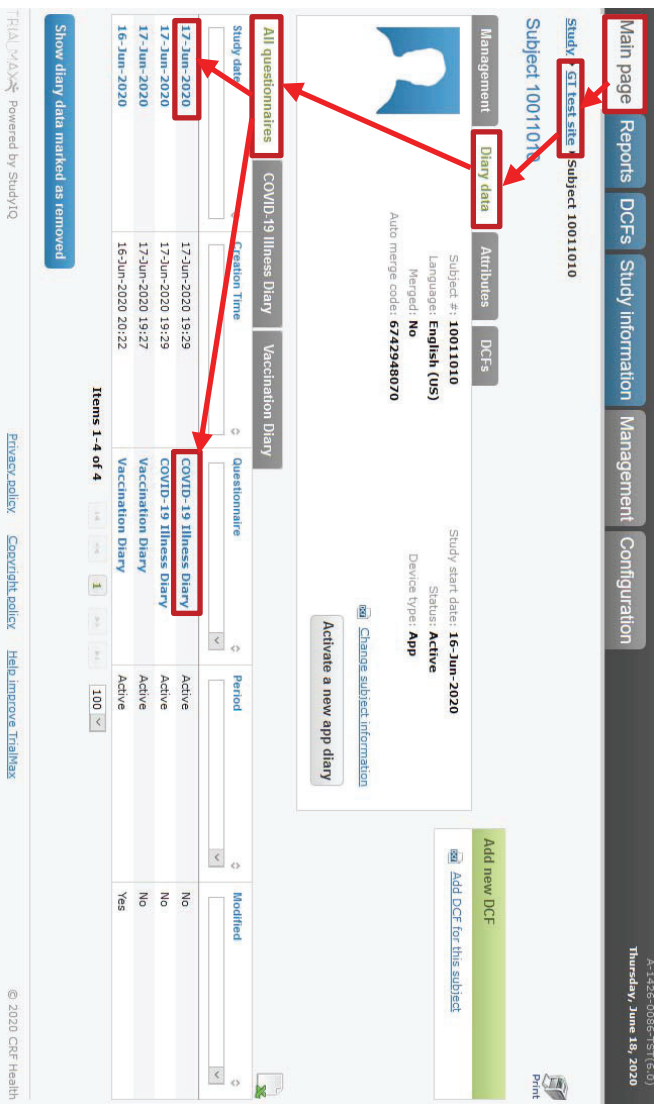 A-1426-0086-TST(6.0)
Thursday, June 18, 2020
Main page Reports DCFs Study information Management Configuration
Study GT test site Subject 10011010
Print
Subject 10011010
Management Diary data Attributes DCFs
Subject #: 10011010
Language: English (US)
Merged: No
Auto merge code: 6742948070
Study start date: 16-Jun-2020
Status: Active
Device type: App
Change subject information
Activate a new app diary
Add new DCF
Add DCF for this subject
All questionnaires COVID-19 Illness Diary Vaccination Diary
Study date Creation Time Questionnaire Period Modified
17-Jun-2020 17-Jun-2020 19:29 COVID-19 Illness Diary Active No
17-Jun-2020 17-Jun-2020 19:29 COVID-19 Illness Diary Active No
17-Jun-2020 17-Jun-2020 19:27 Vaccination Diary Active No
16-Jun-2020 16-Jun-2020 20:22 Vaccination Diary Active Yes
Items 1-4 of 4 1 100
Show diary data marked as removed
TRIALMAX Powered by StudyIQ Privacy policy Copyright policy Help improve TrialMax © 2020 CRF Health